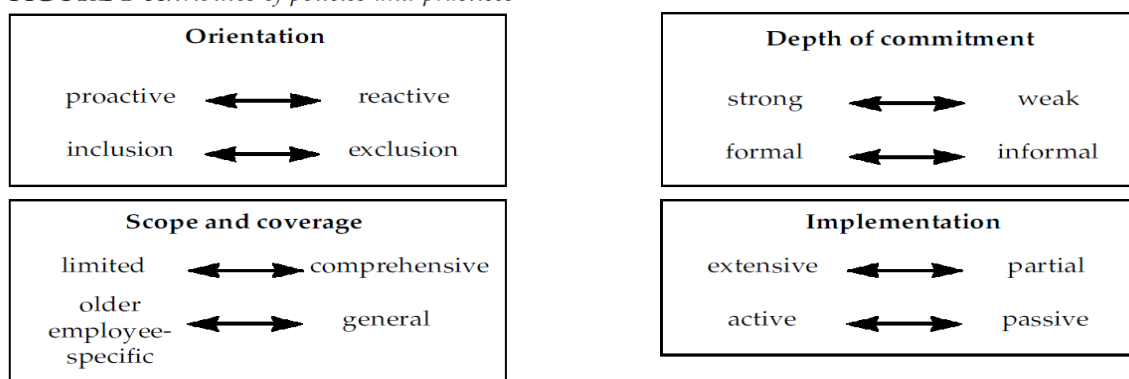 Orientation
proactive reactive
inclusion exclusion
Depth of commitment
strong weak
formal informal
Scope and coverage
limited comprehensive
older
employee-
specific
general
Implementation
extensive partial
active passive